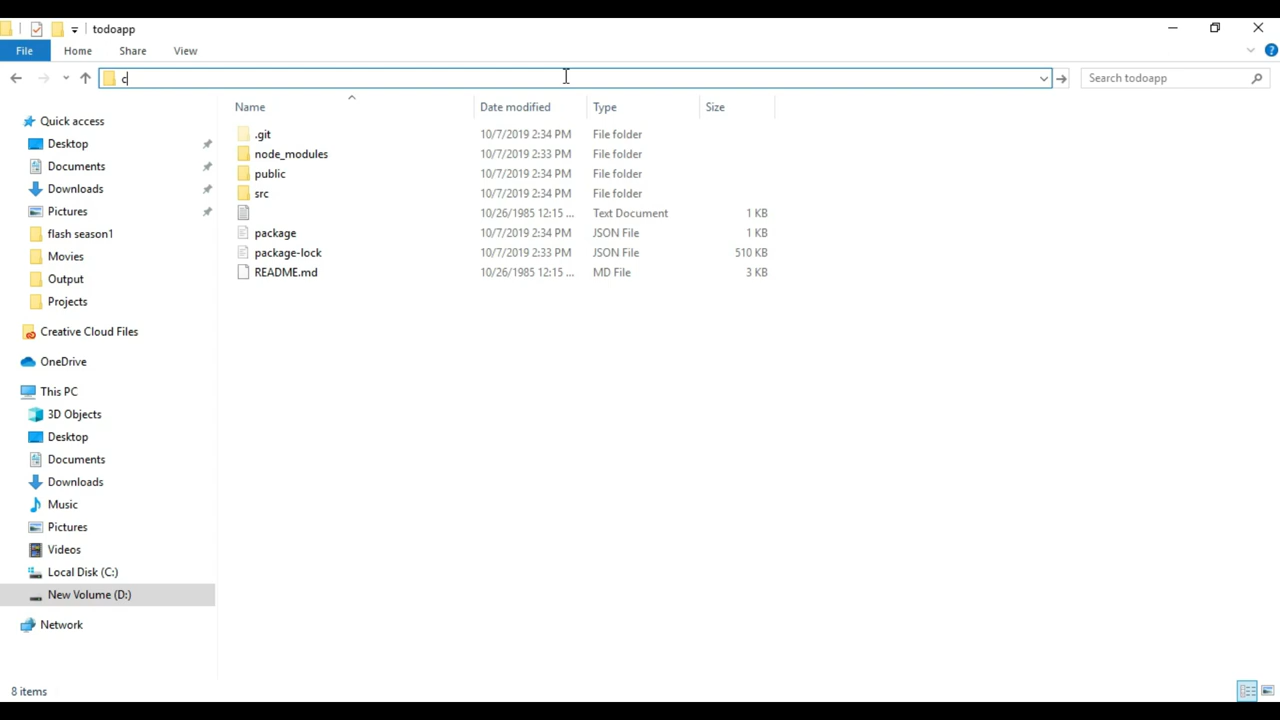 todoapp
File Home Share View
c
Search todoapp
Name Date modified Type Size
.git 10/7/2019 2:34 PM File folder
node_modules 10/7/2019 2:33 PM File folder
public 10/7/2019 2:34 PM File folder
src 10/7/2019 2:34 PM File folder
10/26/1985 12:15 ... Text Document 1 KB
package 10/7/2019 2:34 PM JSON File 1 KB
package-lock 10/7/2019 2:33 PM JSON File 510 KB
README.md 10/26/1985 12:15 ... MD File 3 KB
Quick access
Desktop
Documents
Downloads
Pictures
flash season1
Movies
Output
Projects
Creative Cloud Files
OneDrive
This PC
3D Objects
Desktop
Documents
Downloads
Music
Pictures
Videos
Local Disk (C:)
New Volume (D:)
Network
8 items